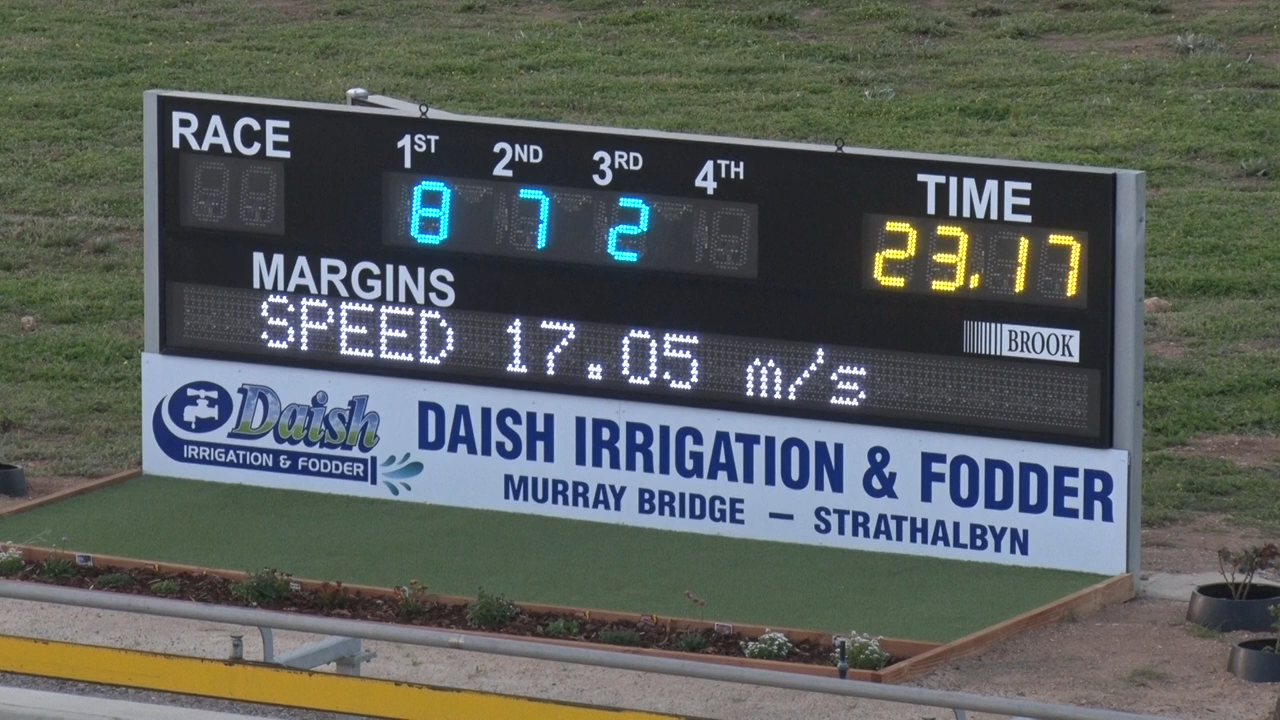 RACE
1ST 2ND 3RD 4TH
TIME
8 7 2
23.17
MARGINS
SPEED 17.05 m/s
BROOK
Daish
IRRIGATION & FODDER
DAISH IRRIGATION & FODDER
MURRAY BRIDGE — STRATHALBYN